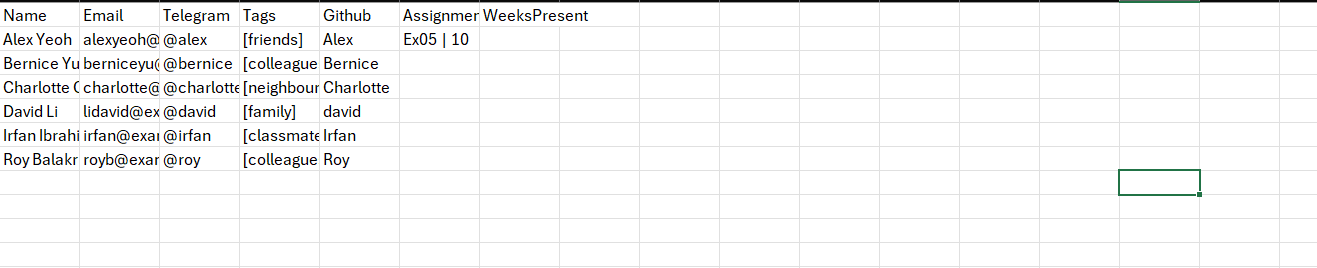 Name Email Telegram Tags Github Assignmer WeeksPresent
Alex Yeoh alexyeoh@ @alex [friends] Alex Ex05 | 10
Bernice Yu berniceyu@ @bernice [colleague Bernice
Charlotte charlotte@ @charlotte [neighbour Charlotte
David Li lidavid@ex @david [family] david
Irfan Ibrahi irfan@exar @irfan [classmate Irfan
Roy Balakr royb@exar @roy [colleague Roy